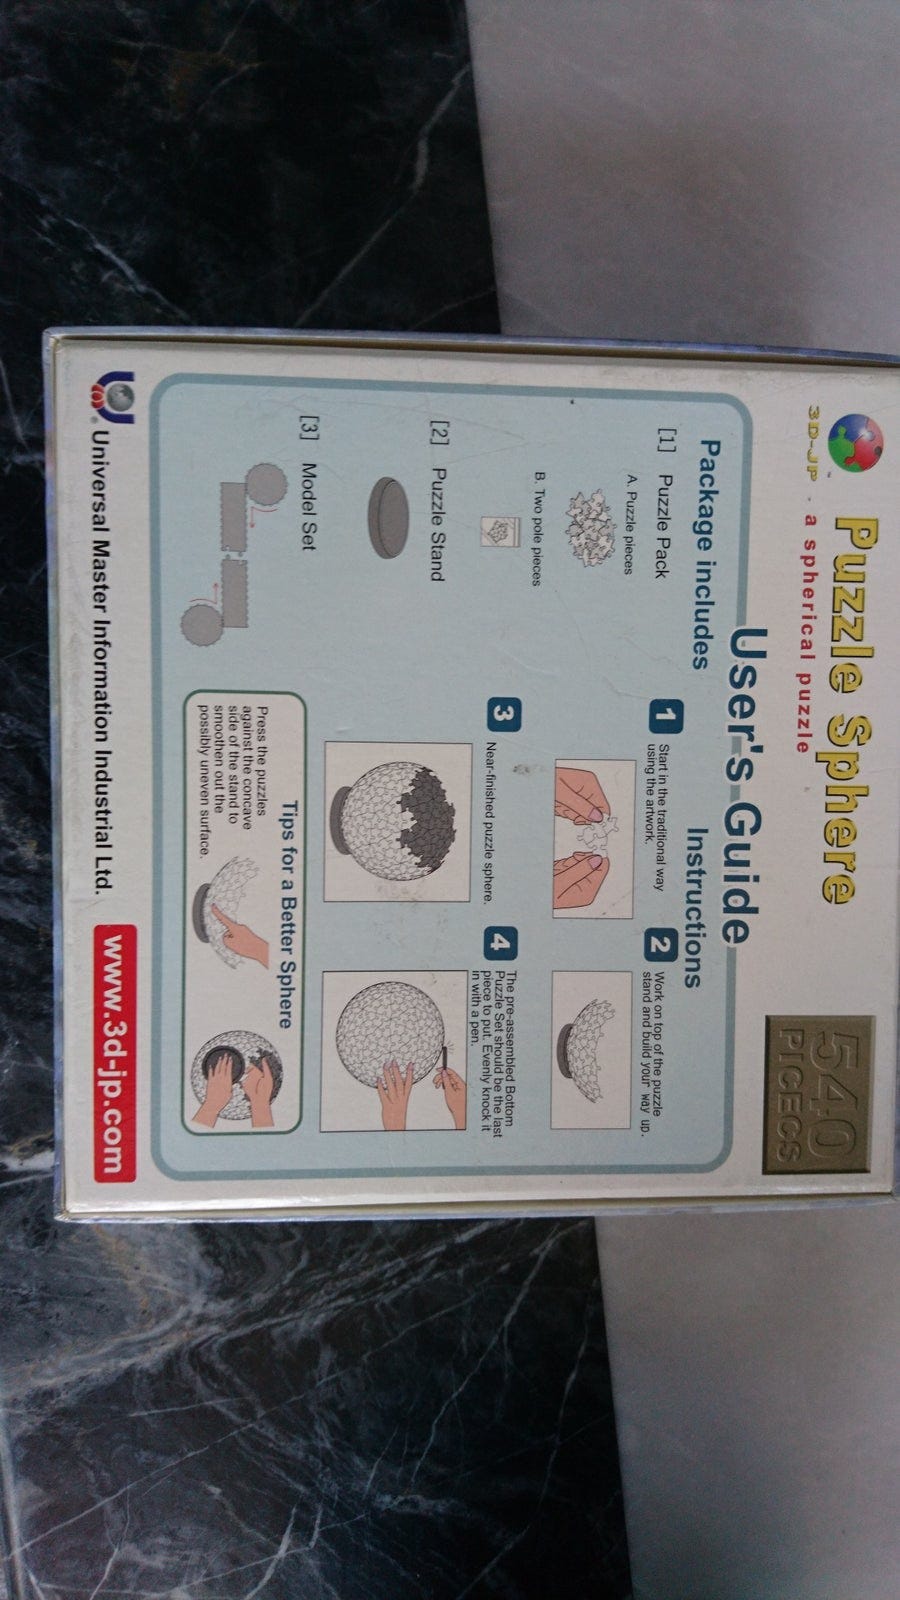 Puzzle Sphere
3D-JP™ - a spherical puzzle
540
PICECS
User's Guide
Package includes
[1] Puzzle Pack
A. Puzzle pieces
B. Two pole pieces
[2] Puzzle Stand
[3] Model Set
Instructions
1 Start in the traditional way
using the artwork.
2 Work on top of the puzzle
stand and build your way up.
3 Near-finished puzzle sphere.
4 The pre-assembled Bottom
Puzzle Set should be the last
piece to put. Evenly knock it
in with a pen.
Tips for a Better Sphere
Press the puzzles
against the concave
side of the stand to
smoothen out the
possibly uneven surface.
® Universal Master Information Industrial Ltd.
www.3d-jp.com